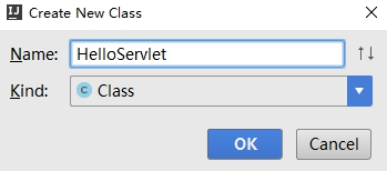 Create New Class
Name: HelloServlet
Kind: Class
OK Cancel